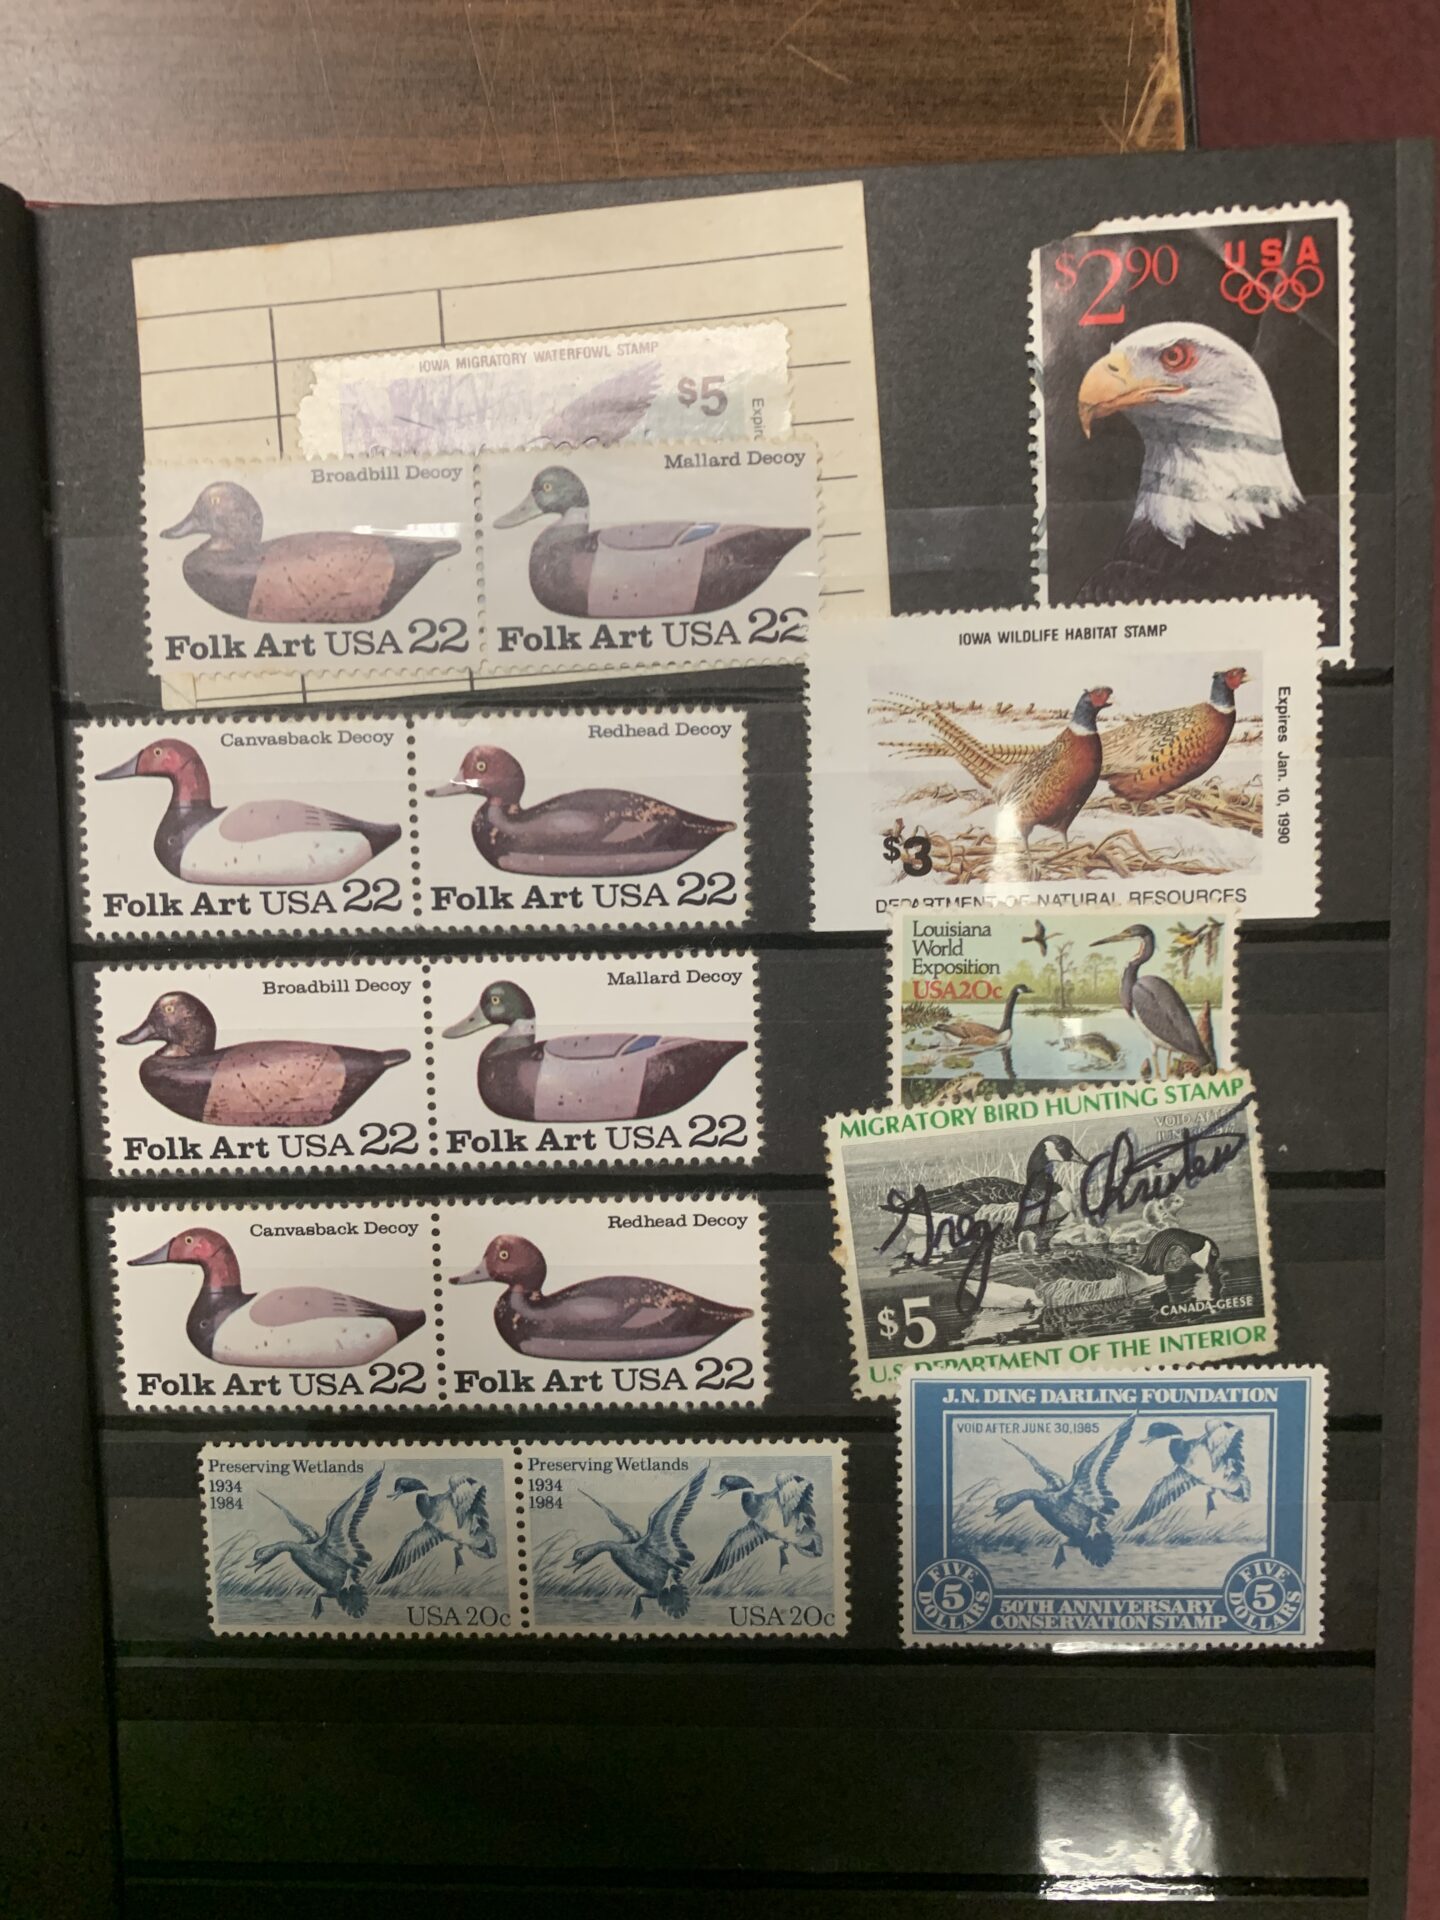 $2.90
USA
IOWA MIGRATORY WATERFOWL STAMP
$5
Broadbill Decoy
Folk Art USA 22
Mallard Decoy
Folk Art USA 22
IOWA WILDLIFE HABITAT STAMP
Expires Jan. 10, 1990
$3
DEPARTMENT OF NATURAL RESOURCES
Canvasback Decoy
Folk Art USA 22
Redhead Decoy
Folk Art USA 22
Louisiana
World
Exposition
USA 20c
Broadbill Decoy
Folk Art USA 22
Mallard Decoy
Folk Art USA 22
MIGRATORY BIRD HUNTING STAMP
VOID AFTER
Greg A
$5
CANADA GEESE
U.S. DEPARTMENT OF THE INTERIOR
Canvasback Decoy
Folk Art USA 22
Redhead Decoy
Folk Art USA 22
J.N. DING DARLING FOUNDATION
VOID AFTER JUNE 30, 1985
FIVE
5
DOLLARS
50TH ANNIVERSARY
CONSERVATION STAMP
FIVE
5
DOLLARS
Preserving Wetlands
1934
1984
USA 20c
Preserving Wetlands
1934
1984
USA 20c